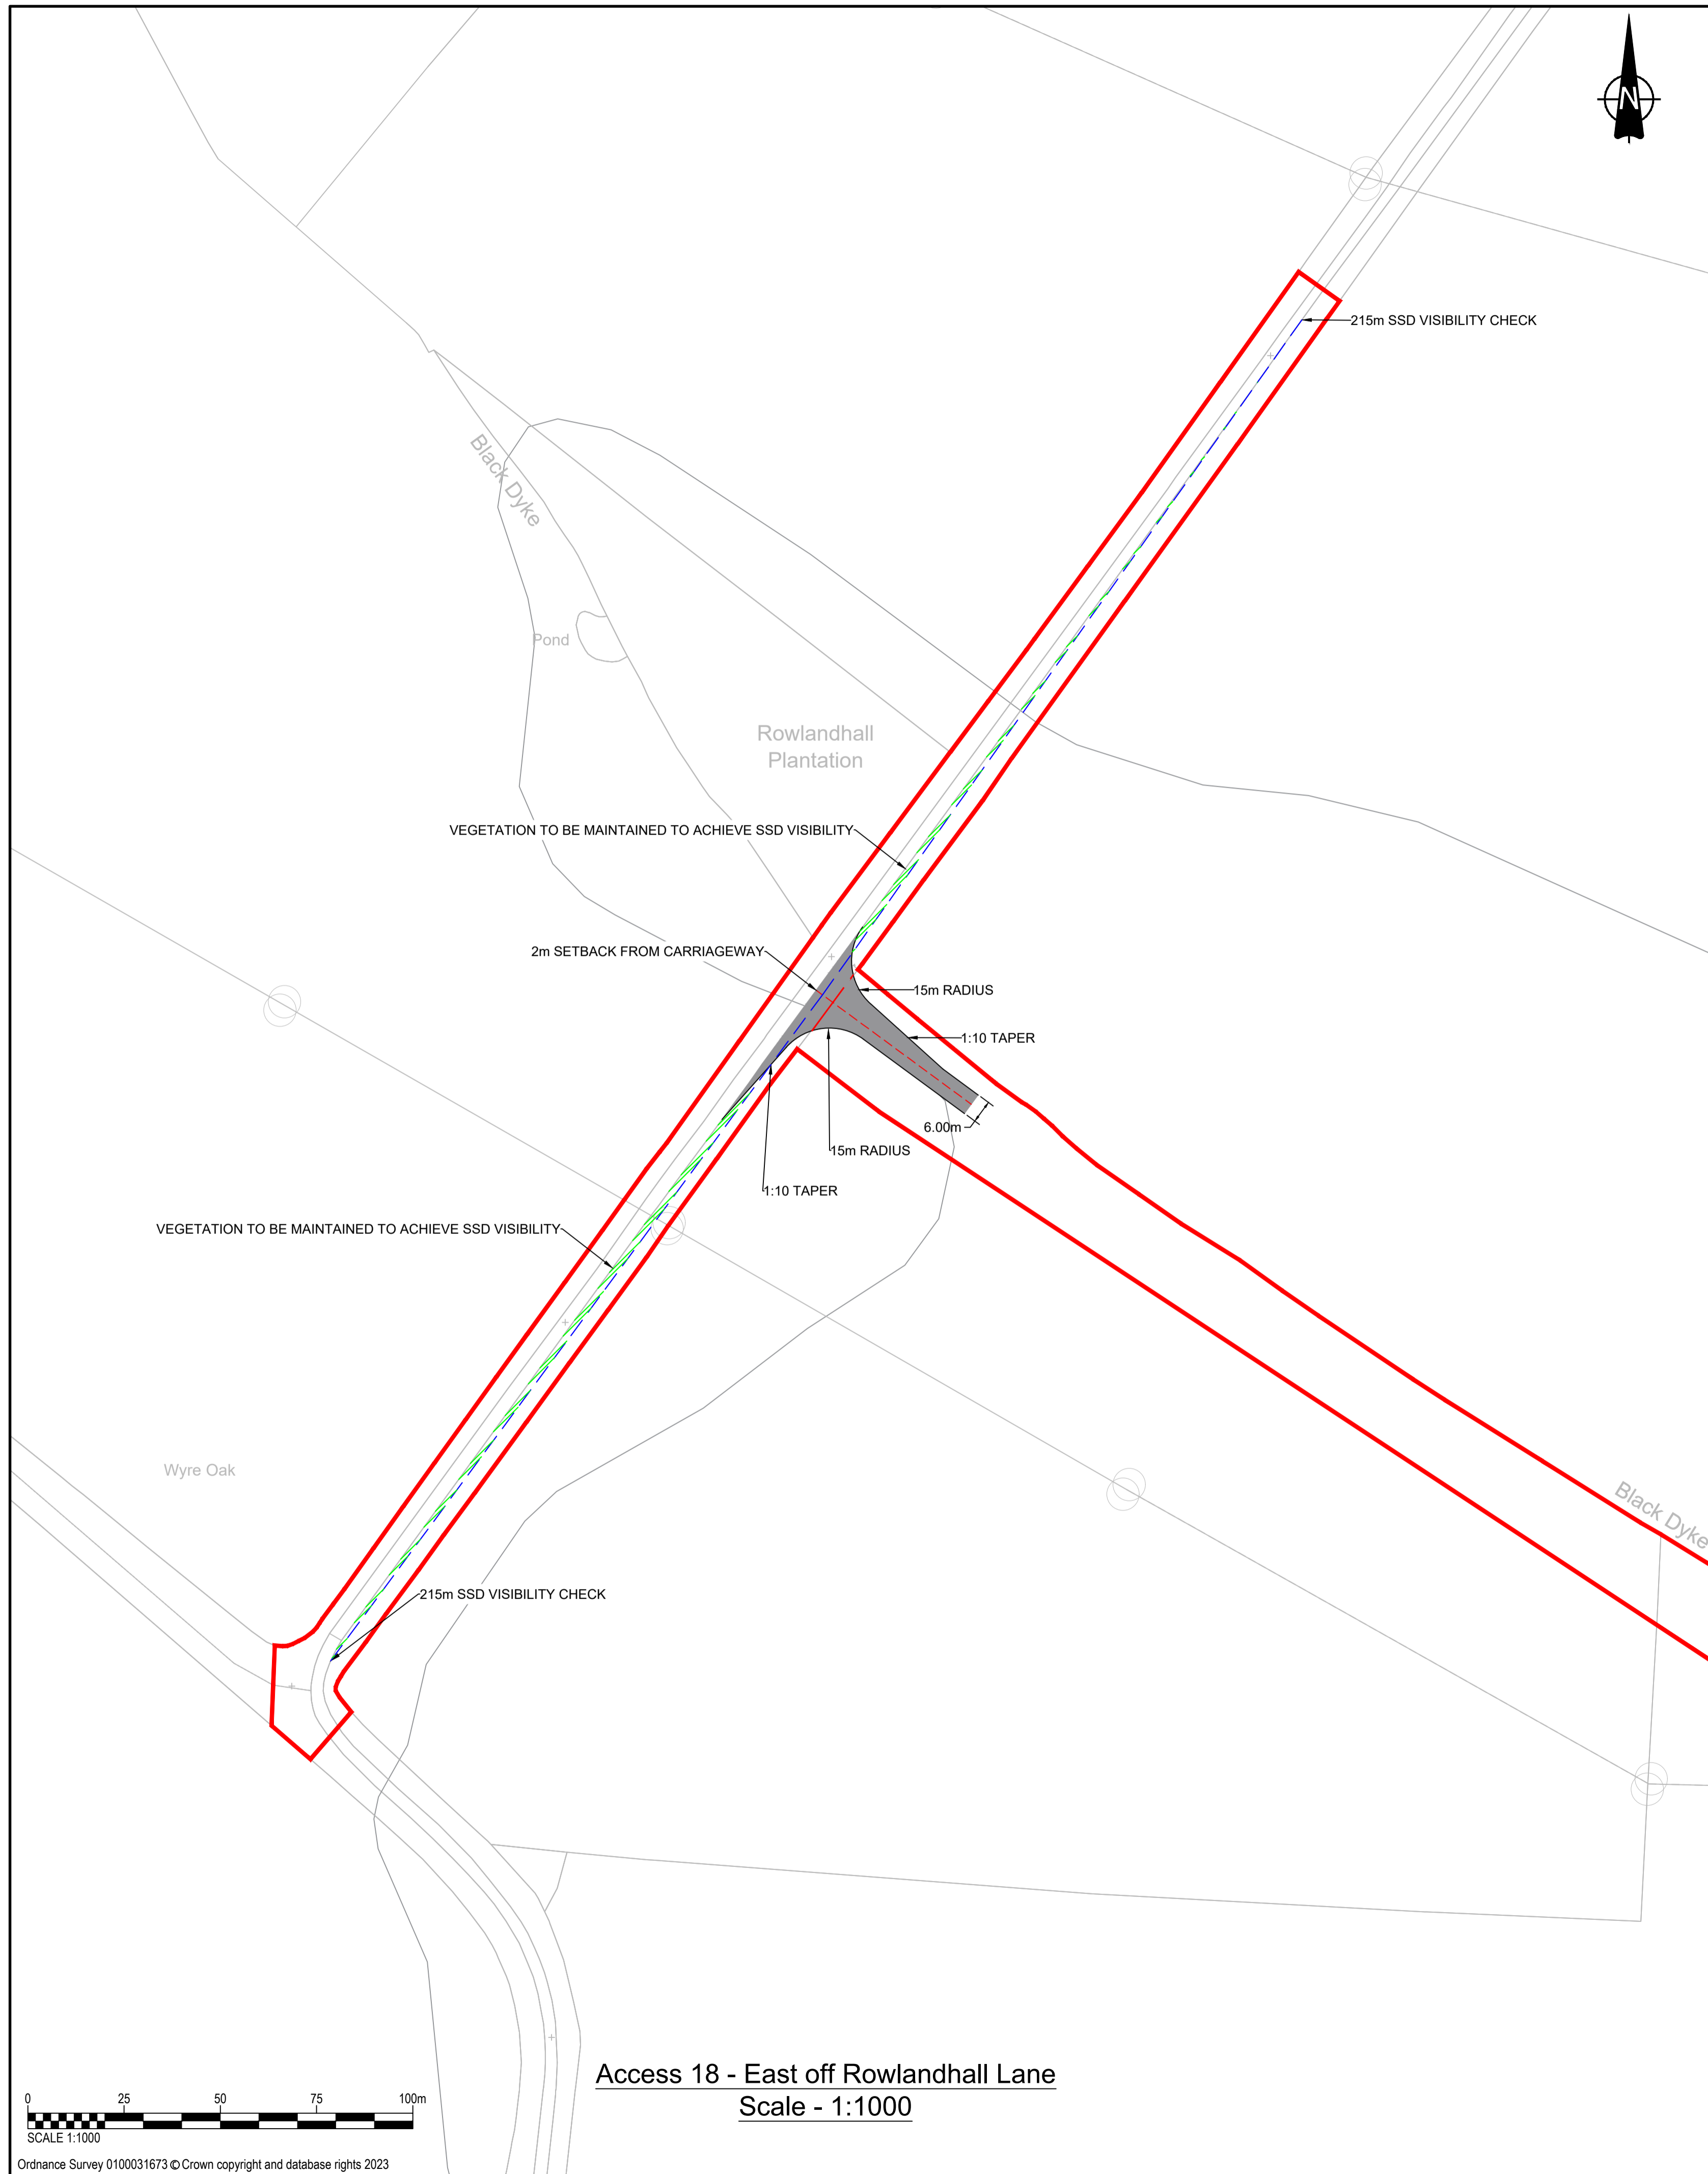 N
215m SSD VISIBILITY CHECK
Black Dyke
Pond
Rowlandhall
Plantation
VEGETATION TO BE MAINTAINED TO ACHIEVE SSD VISIBILITY
2m SETBACK FROM CARRIAGEWAY
15m RADIUS
1:10 TAPER
6.00m
15m RADIUS
1:10 TAPER
VEGETATION TO BE MAINTAINED TO ACHIEVE SSD VISIBILITY
Wyre Oak
Black Dyke
215m SSD VISIBILITY CHECK
Access 18 - East off Rowlandhall Lane
Scale - 1:1000
0 25 50 75 100m
SCALE 1:1000
Ordnance Survey 0100031673 © Crown copyright and database rights 2023